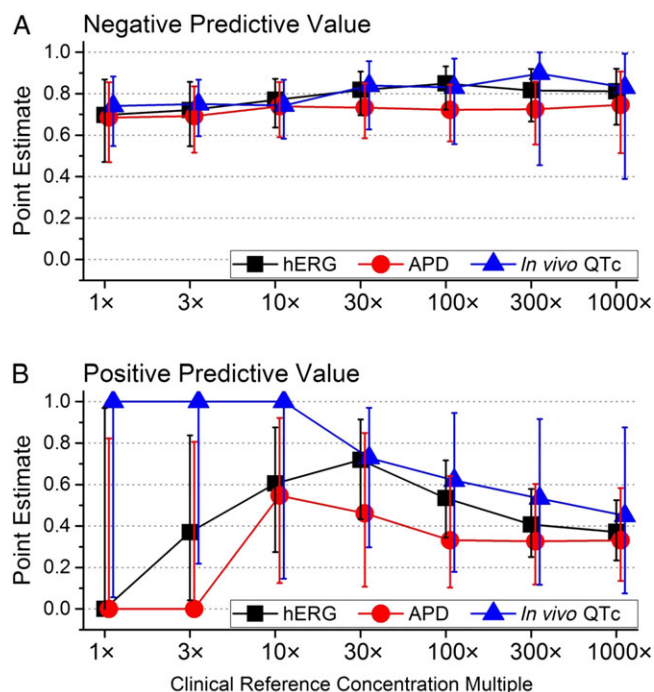 A Negative Predictive Value
Point Estimate
1.0
0.8
0.6
0.4
0.2
0.0
hERG APD In vivo QTc
1× 3× 10× 30× 100× 300× 1000×
B Positive Predictive Value
Point Estimate
1.0
0.8
0.6
0.4
0.2
0.0
hERG APD In vivo QTc
1× 3× 10× 30× 100× 300× 1000×
Clinical Reference Concentration Multiple